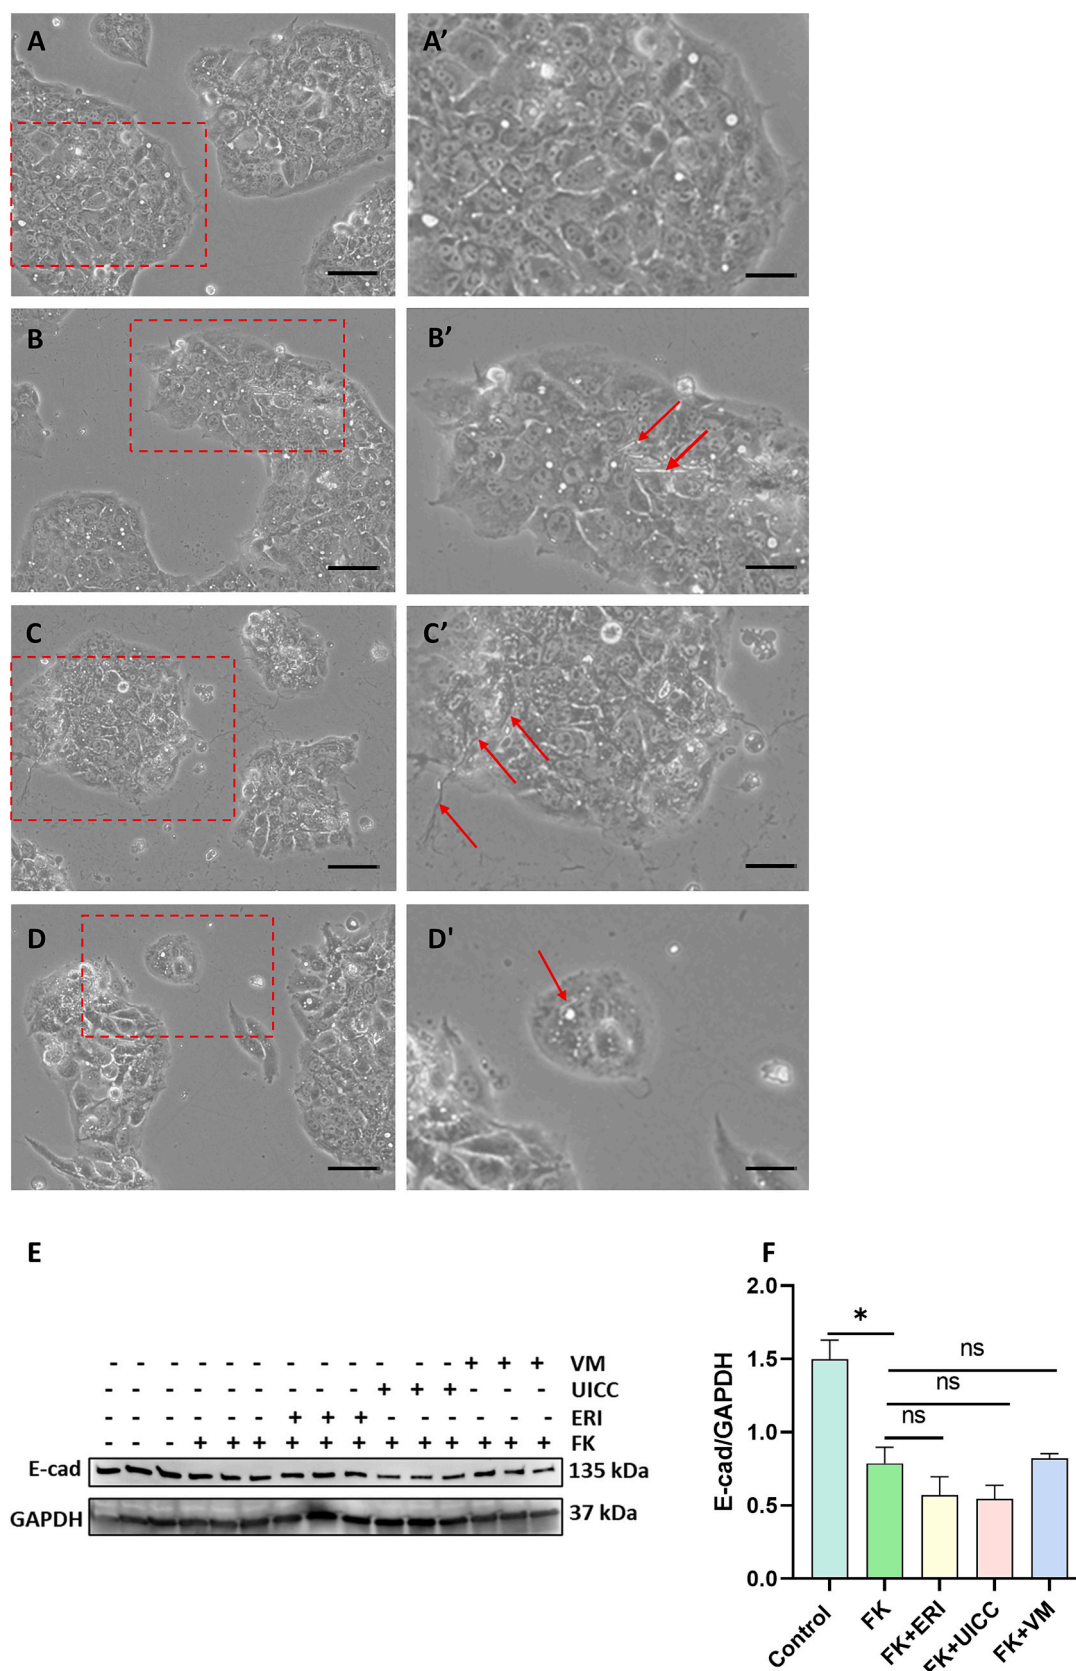 A A′
B B′
C C′
D D'
E F
- - - - - - - - - - - - + + + VM
- - - - - - - - - + + + - - - UICC
- - - - - - + + + - - - - - - ERI
- - - + + + + + + + + + + + + FK
E-cad 135 kDa
GAPDH 37 kDa
E-cad/GAPDH
2.0
1.5
1.0
0.5
0.0
*
ns
ns
ns
Control FK FK+ERI FK+UICC FK+VM